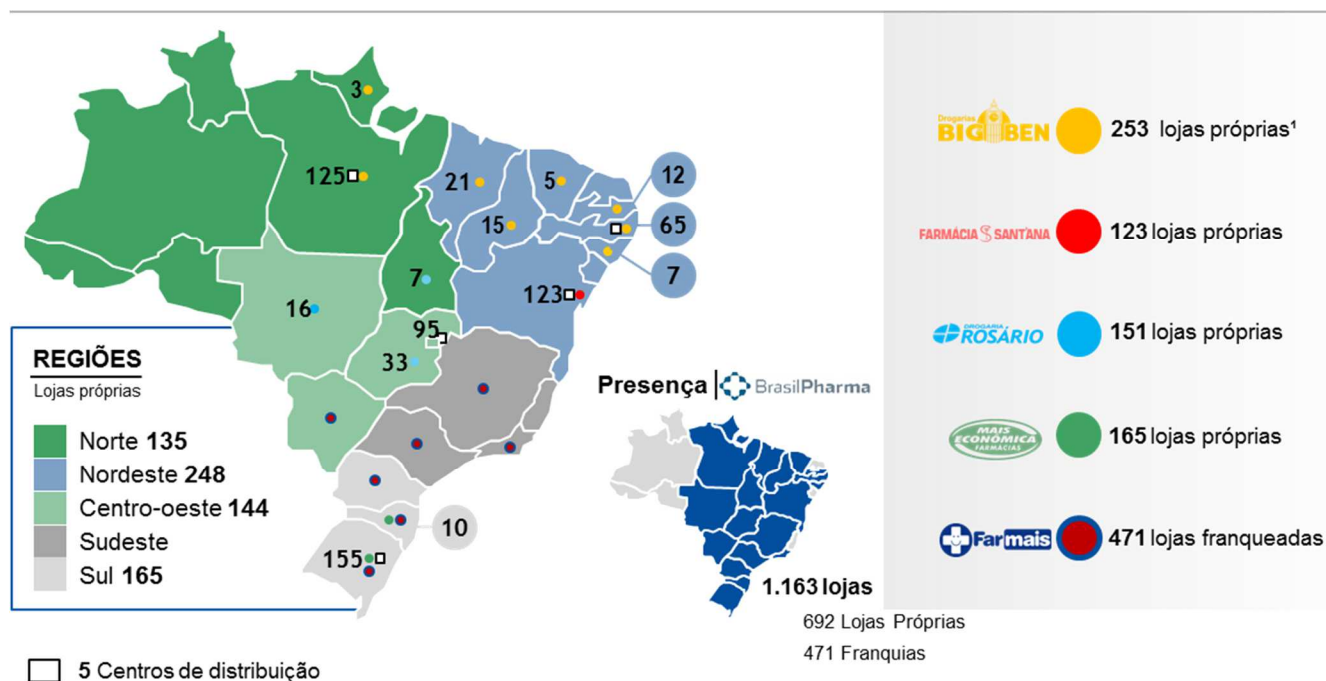 3
125
21
5
12
15
65
7
7
123
16
95
33
10
155
REGIÕES
Lojas próprias
Norte 135
Nordeste 248
Centro-oeste 144
Sudeste
Sul 165
5 Centros de distribuição
Presença BrasilPharma
1.163 lojas
692 Lojas Próprias
471 Franquias
Drogarias
BIG BEN
253 lojas próprias¹
FARMÁCIA SANT'ANA
123 lojas próprias
DROGARIA
ROSÁRIO
151 lojas próprias
MAIS
ECONÔMICA
FARMÁCIAS
165 lojas próprias
Farmais
471 lojas franqueadas